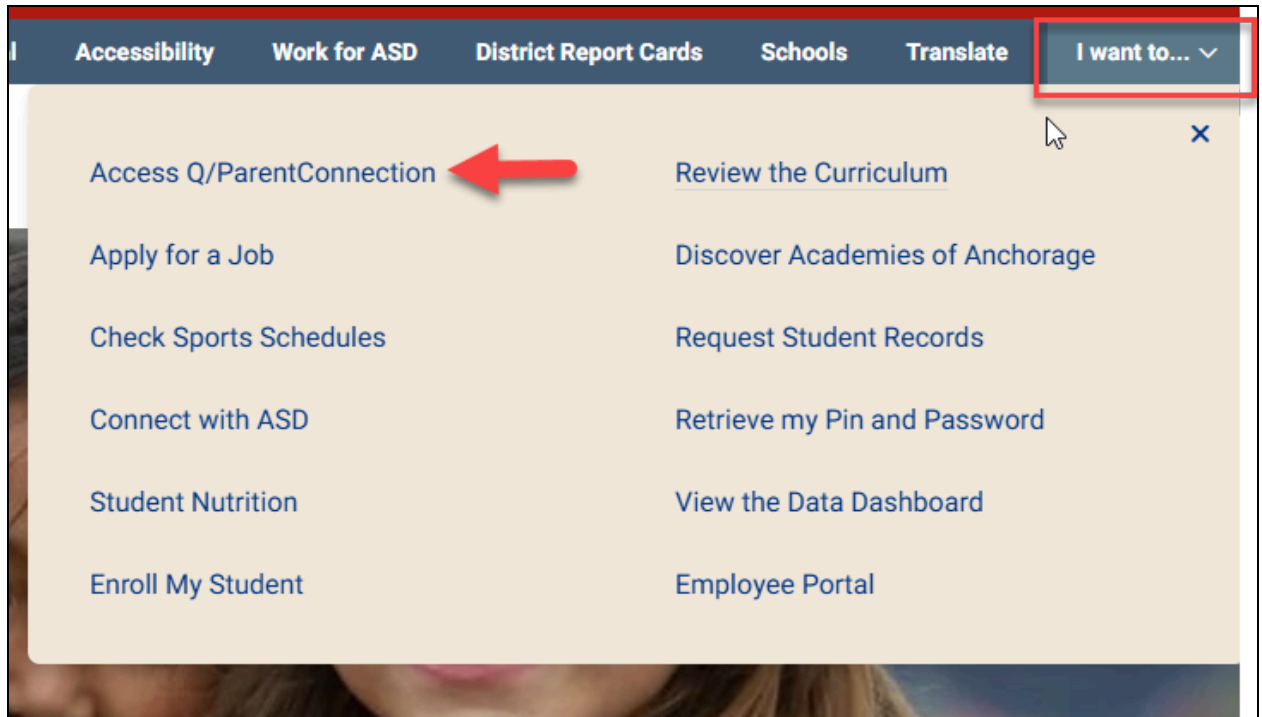 Accessibility Work for ASD District Report Cards Schools Translate I want to...
Access Q/ParentConnection
Apply for a Job
Check Sports Schedules
Connect with ASD
Student Nutrition
Enroll My Student
Review the Curriculum
Discover Academies of Anchorage
Request Student Records
Retrieve my Pin and Password
View the Data Dashboard
Employee Portal